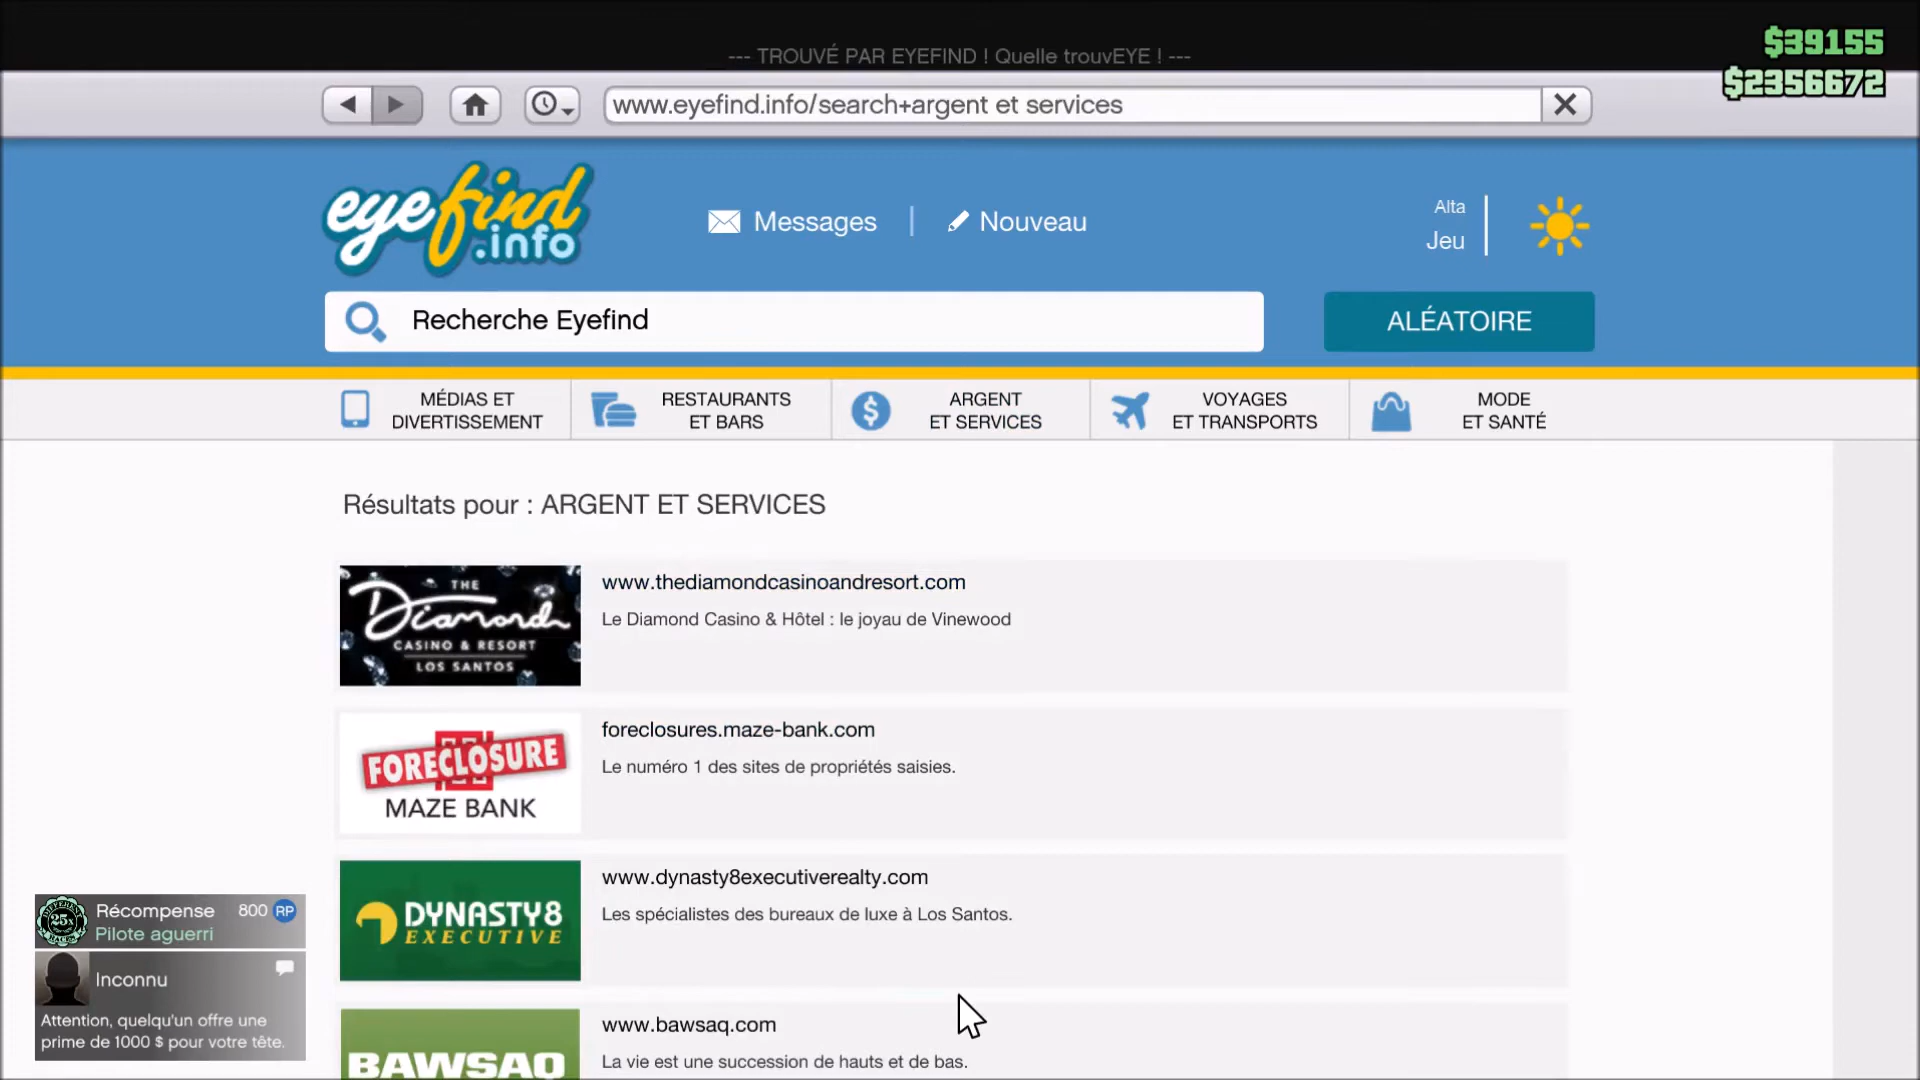 --- TROUVÉ PAR EYEFIND ! Quelle trouvEYE ! ---
$39155
$2356672
www.eyefind.info/search+argent et services
eyefind
.info
Messages
Nouveau
Alta
Jeu
Recherche Eyefind
ALÉATOIRE
MÉDIAS ET
DIVERTISSEMENT
RESTAURANTS
ET BARS
ARGENT
ET SERVICES
VOYAGES
ET TRANSPORTS
MODE
ET SANTÉ
Résultats pour : ARGENT ET SERVICES
THE
Diamond
CASINO & RESORT
LOS SANTOS
www.thediamondcasinoandresort.com
Le Diamond Casino & Hôtel : le joyau de Vinewood
FORECLOSURE
MAZE BANK
foreclosures.maze-bank.com
Le numéro 1 des sites de propriétés saisies.
DYNASTY8
EXECUTIVE
www.dynasty8executiverealty.com
Les spécialistes des bureaux de luxe à Los Santos.
BAWSAQ
www.bawsaq.com
La vie est une succession de hauts et de bas.
25x
Récompense 800 RP
Pilote aguerri
Inconnu
Attention, quelqu'un offre une
prime de 1000 $ pour votre tête.